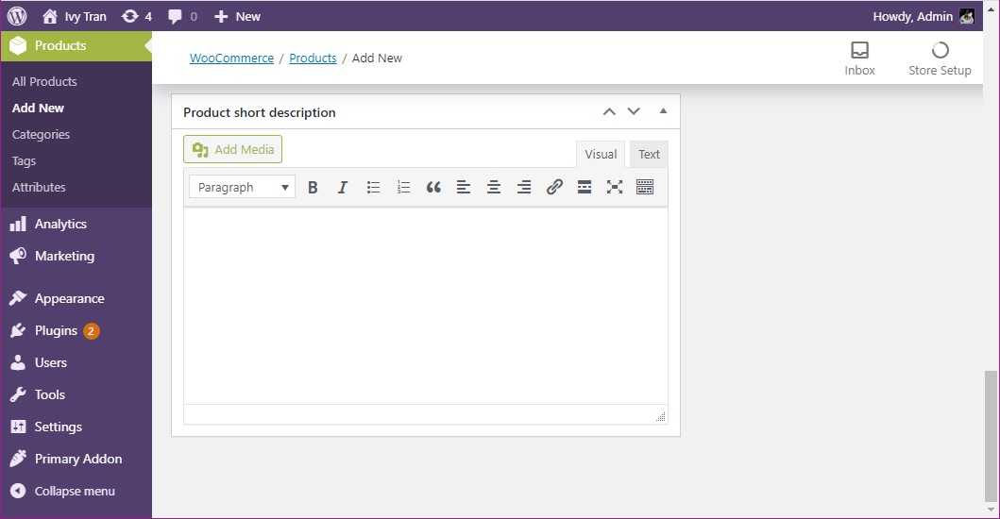 Ivy Tran 4 0 New Howdy, Admin
Products
All Products
Add New
Categories
Tags
Attributes
Analytics
Marketing
Appearance
Plugins 2
Users
Tools
Settings
Primary Addon
Collapse menu
WooCommerce / Products / Add New
Inbox
Store Setup
Product short description
Add Media
Visual Text
Paragraph B I